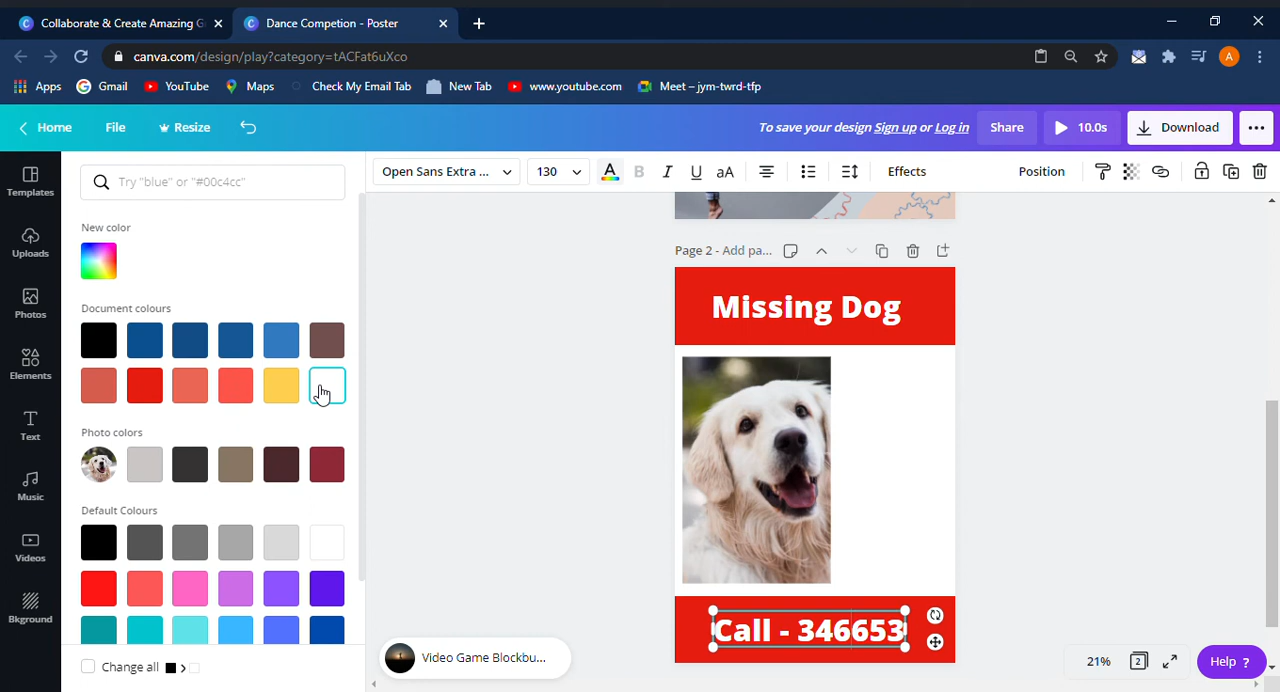 Collaborate & Create Amazing G
Dance Competion - Poster
canva.com/design/play?category=tACFat6uXco
A
Apps
Gmail
YouTube
Maps
Check My Email Tab
New Tab
www.youtube.com
Meet – jym-twrd-tfp
Home
File
Resize
To save your design Sign up or Log in
Share
10.0s
Download
Templates
Uploads
Photos
Elements
Text
Music
Videos
Bkground
Try "blue" or "#00c4cc"
New color
Document colours
Photo colors
Default Colours
Change all
Open Sans Extra ...
130
A
B
I
U
aA
Effects
Position
Page 2 - Add pa...
Missing Dog
Call - 346653
Video Game Blockbu...
21%
2
Help ?